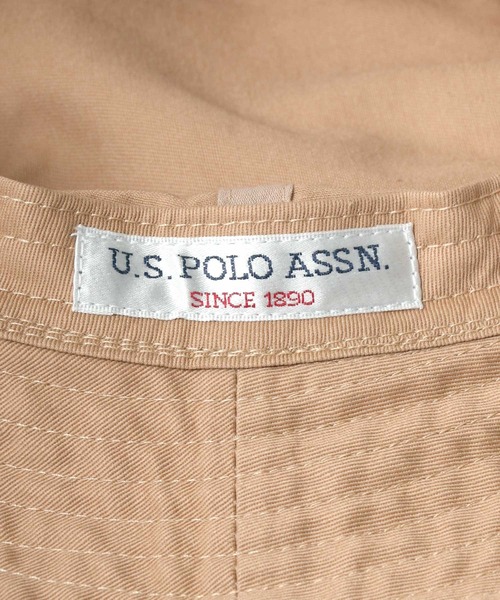 U.S. POLO ASSN.
SINCE 1890